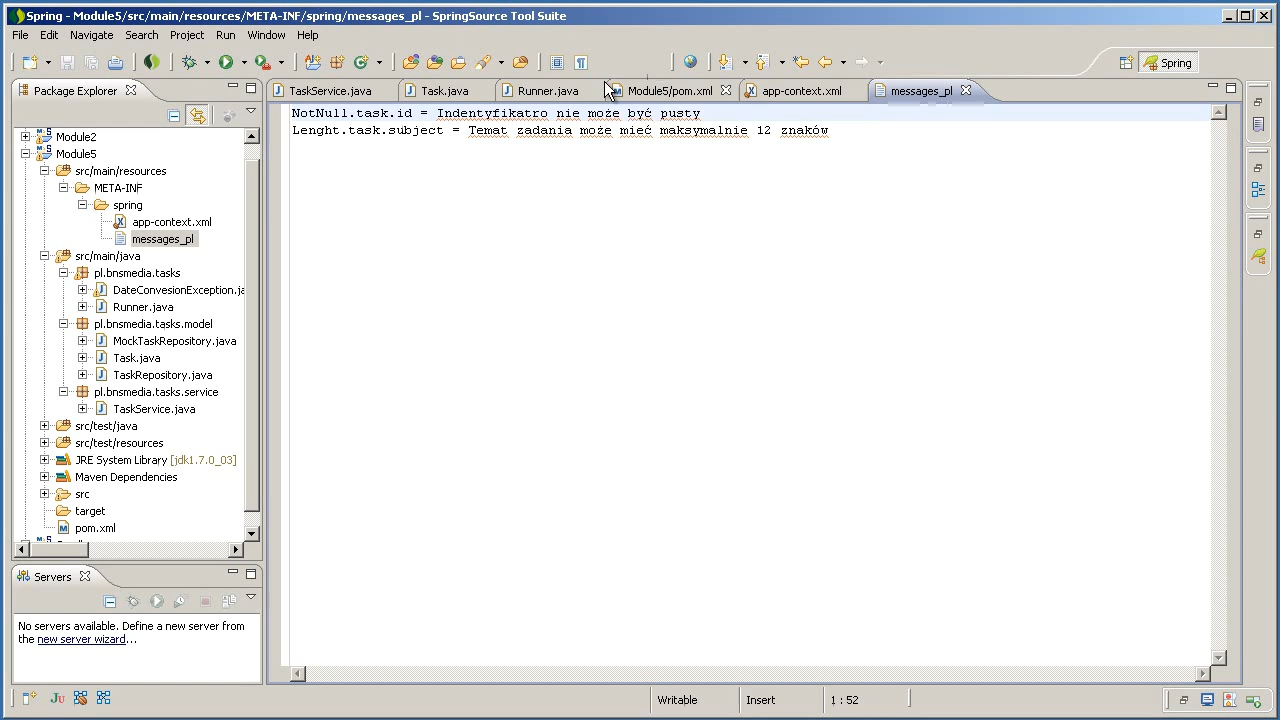 Spring - Module5/src/main/resources/META-INF/spring/messages_pl - SpringSource Tool Suite
File Edit Navigate Search Project Run Window Help
Spring
Package Explorer
TaskService.java Task.java Runner.java Module5/pom.xml app-context.xml messages_pl
NotNull.task.id = Indentyfikatro nie może być pusty
Lenght.task.subject = Temat zadania może mieć maksymalnie 12 znaków
Module2
Module5
src/main/resources
META-INF
spring
app-context.xml
messages_pl
src/main/java
pl.bnsmedia.tasks
DateConvesionException.ja
Runner.java
pl.bnsmedia.tasks.model
MockTaskRepository.java
Task.java
TaskRepository.java
pl.bnsmedia.tasks.service
TaskService.java
src/test/java
src/test/resources
JRE System Library [jdk1.7.0_03]
Maven Dependencies
src
target
pom.xml
Servers
No servers available. Define a new server from
the new server wizard...
Writable Insert 1 : 52